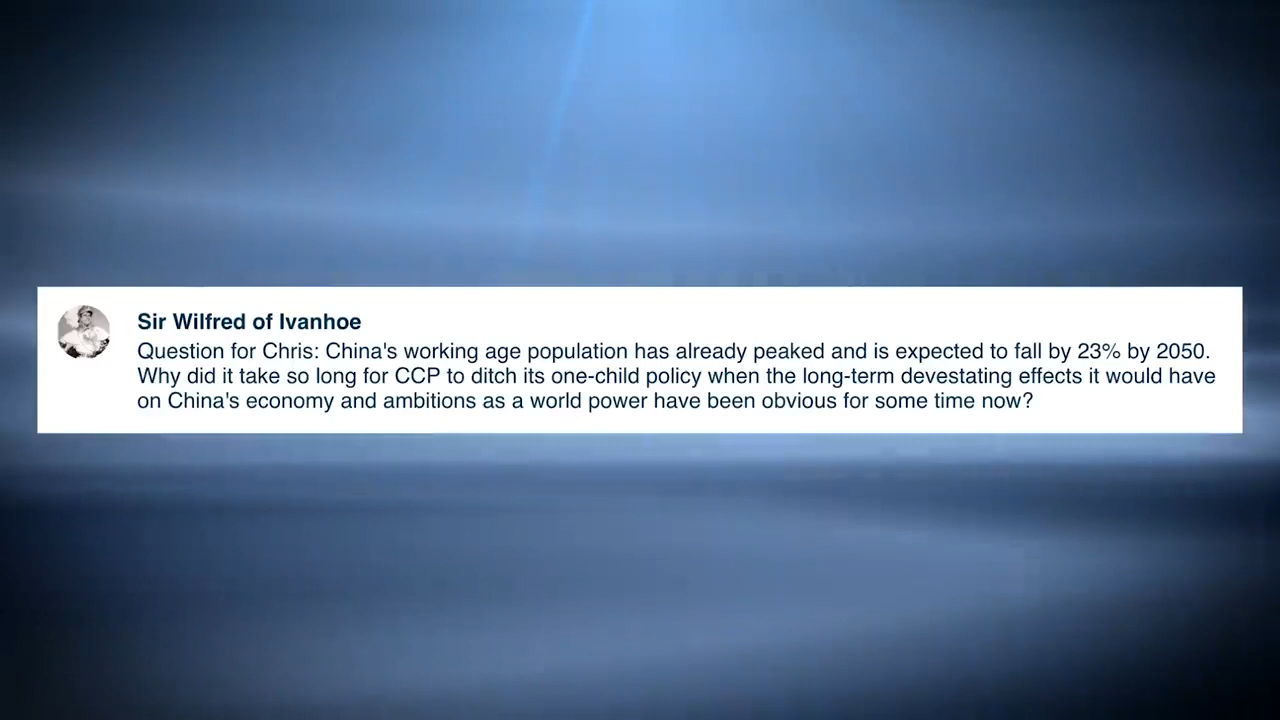 Sir Wilfred of Ivanhoe
Question for Chris: China's working age population has already peaked and is expected to fall by 23% by 2050.
Why did it take so long for CCP to ditch its one-child policy when the long-term devestating effects it would have
on China's economy and ambitions as a world power have been obvious for some time now?